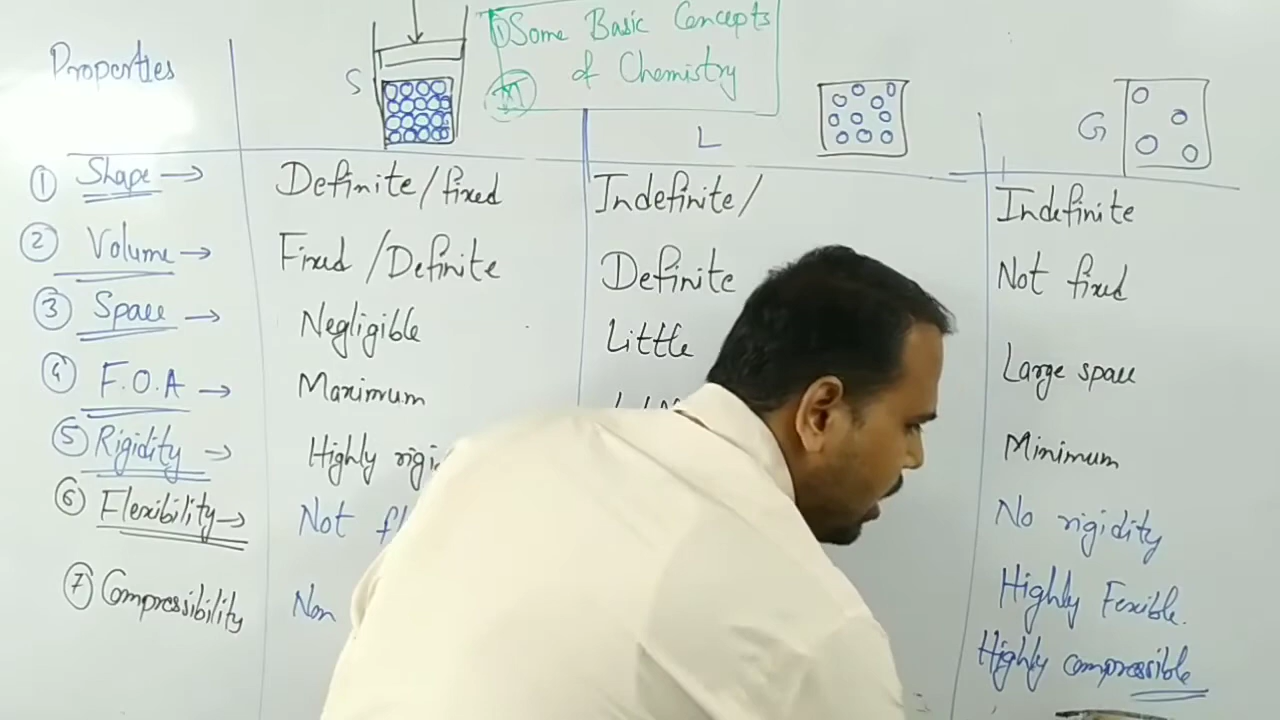 ① Some Basic Concepts
of Chemistry
Properties
S
L
G
① Shape → Definite/fixed Indefinite/ Indefinite
② Volume → Fixed/Definite Definite Not fixed
③ Space → Negligible Little Large space
④ F.O.A → Maximum Minimum
⑤ Rigidity → Highly No rigidity
⑥ Flexibility → Not Highly Fexible.
⑦ Compressibility Non Highly compressible